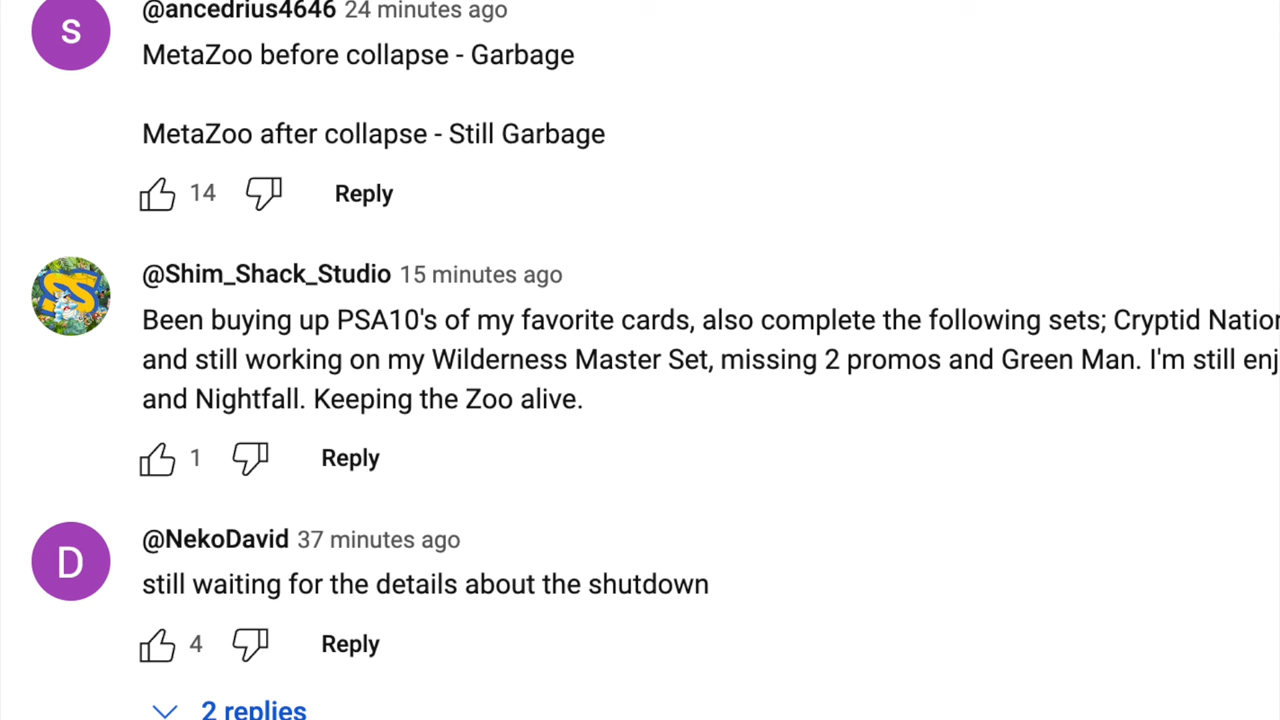 S
@ancedrius4646 24 minutes ago
MetaZoo before collapse - Garbage
MetaZoo after collapse - Still Garbage
14 Reply
SS
@Shim_Shack_Studio 15 minutes ago
Been buying up PSA10's of my favorite cards, also complete the following sets; Cryptid
and still working on my Wilderness Master Set, missing 2 promos and Green Man. I'm still
and Nightfall. Keeping the Zoo alive.
1 Reply
D
@NekoDavid 37 minutes ago
still waiting for the details about the shutdown
4 Reply
2 replies